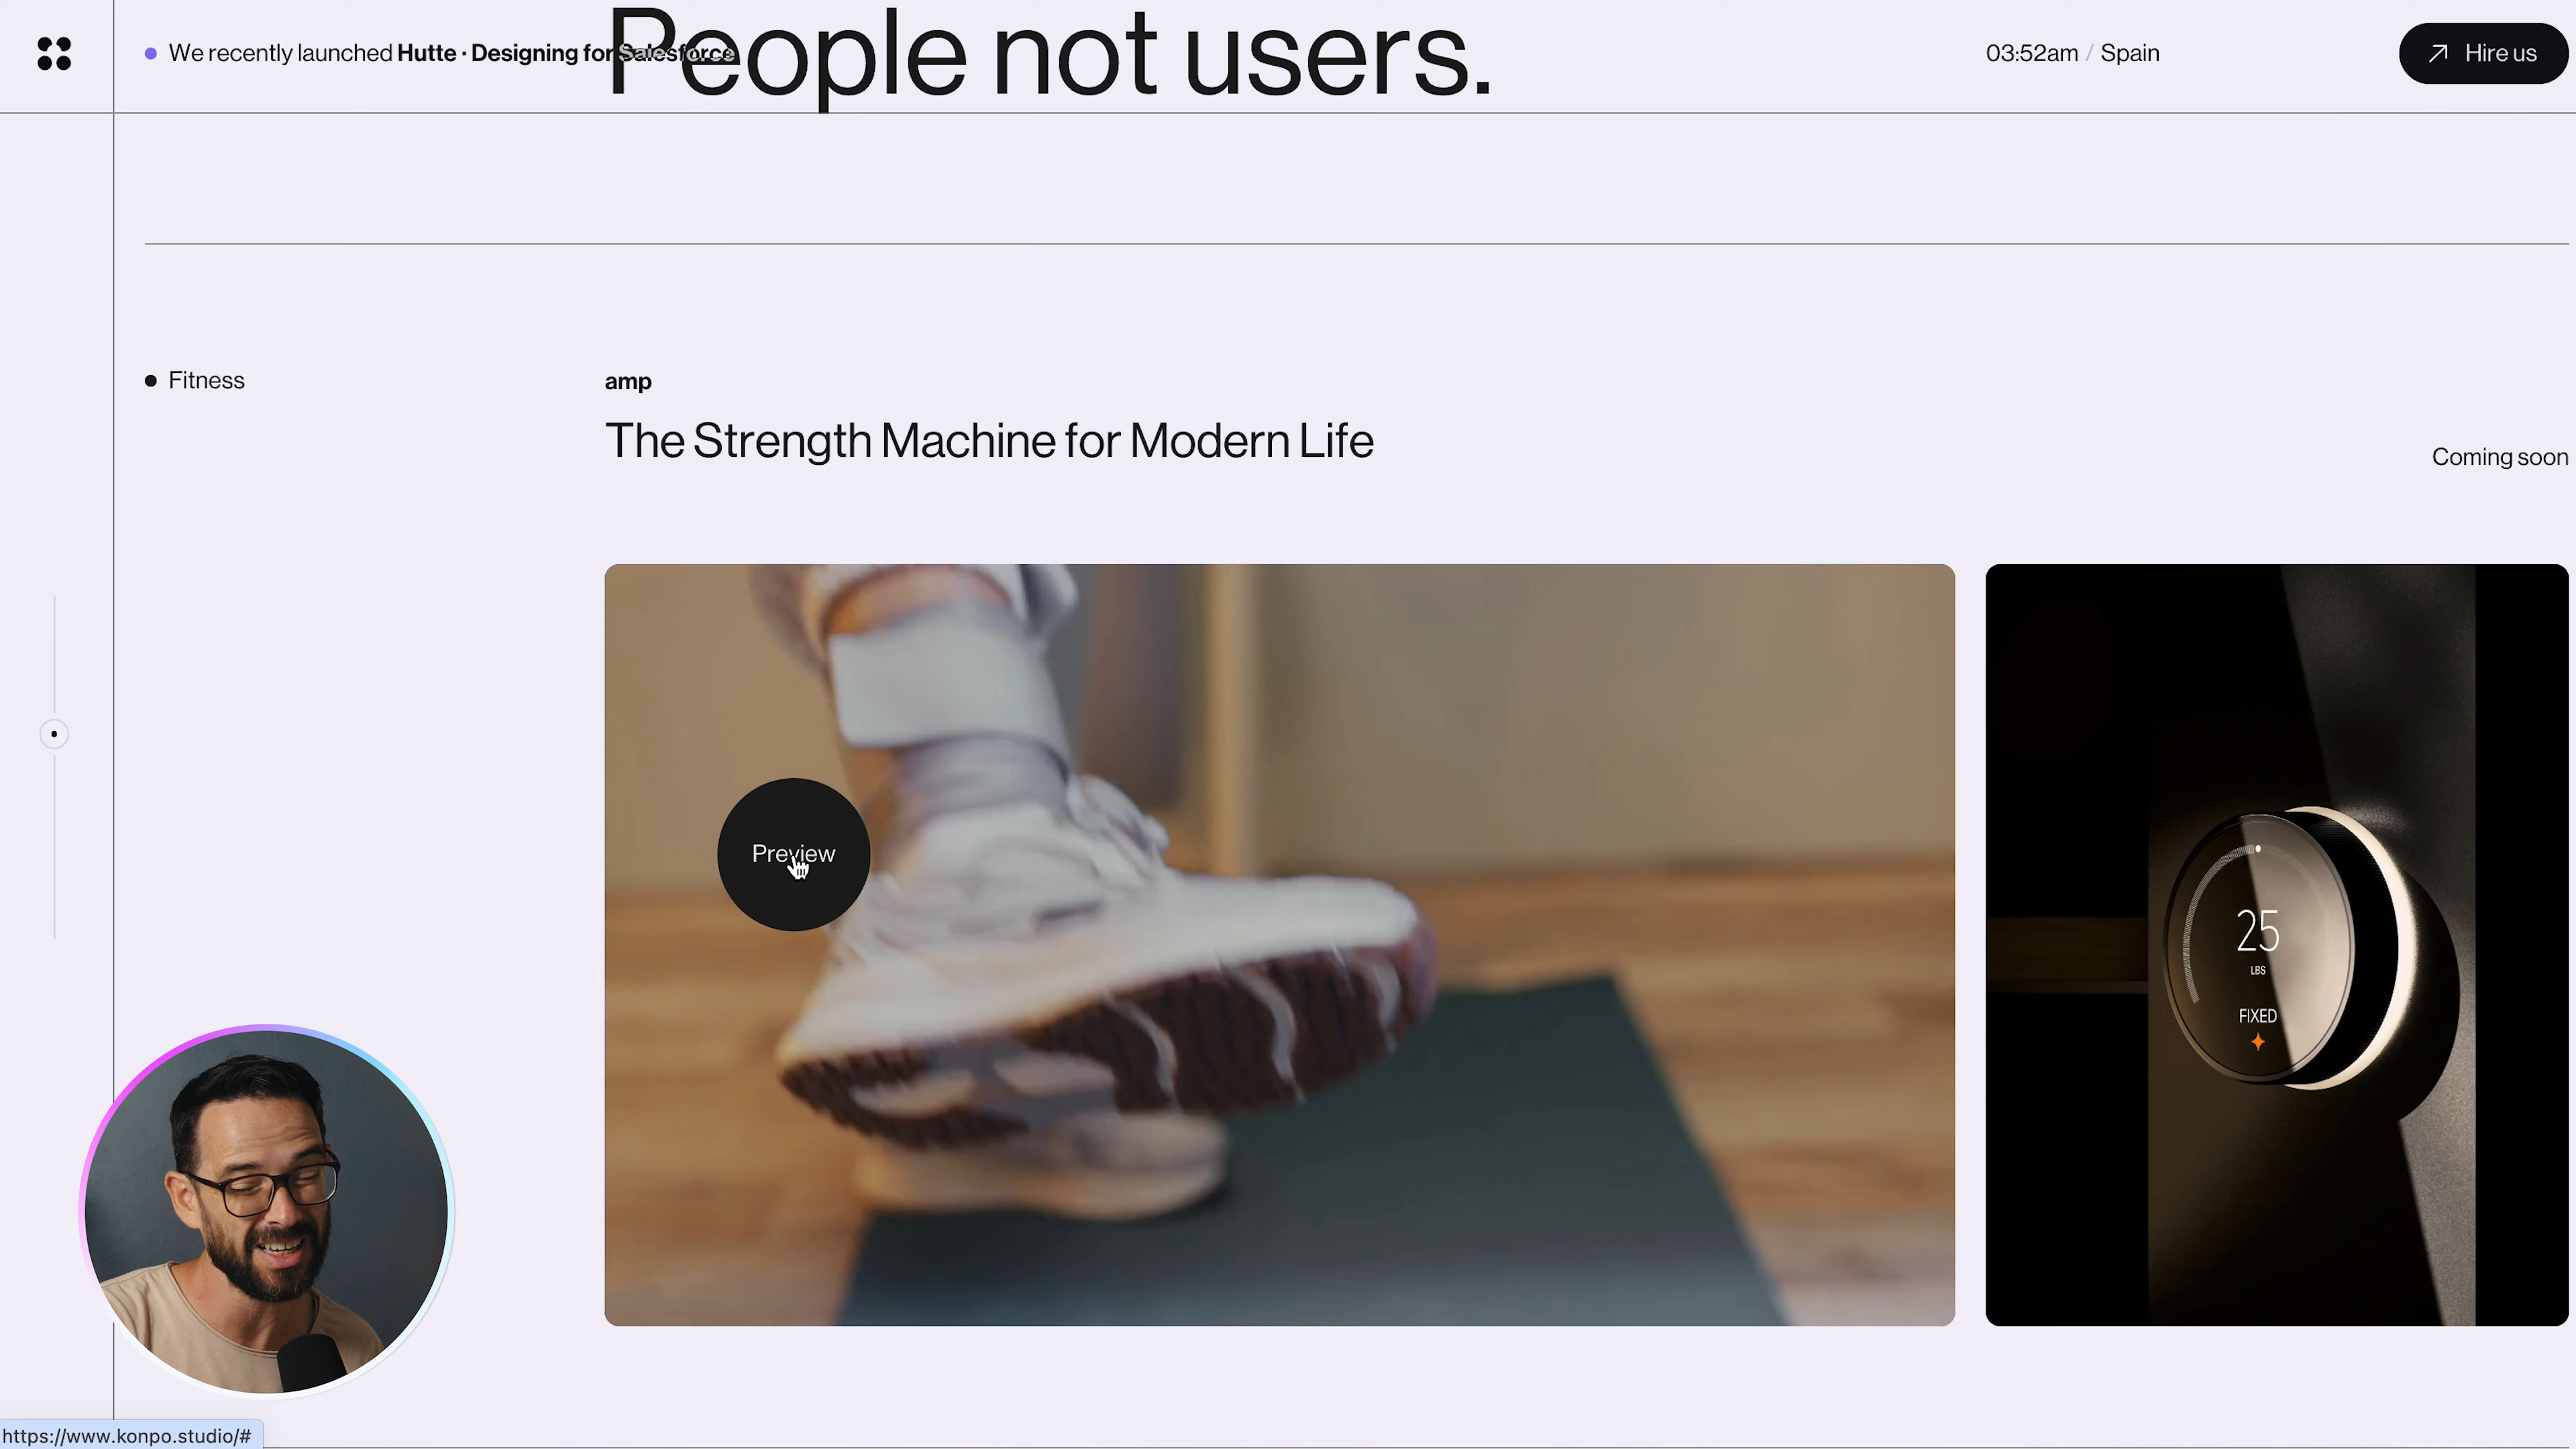 People not users.
We recently launched Hutte · Designing for Salesforce
03:52am / Spain
Hire us
Fitness
amp
The Strength Machine for Modern Life
Coming soon
Preview
25
LBS
FIXED
https://www.konpo.studio/#